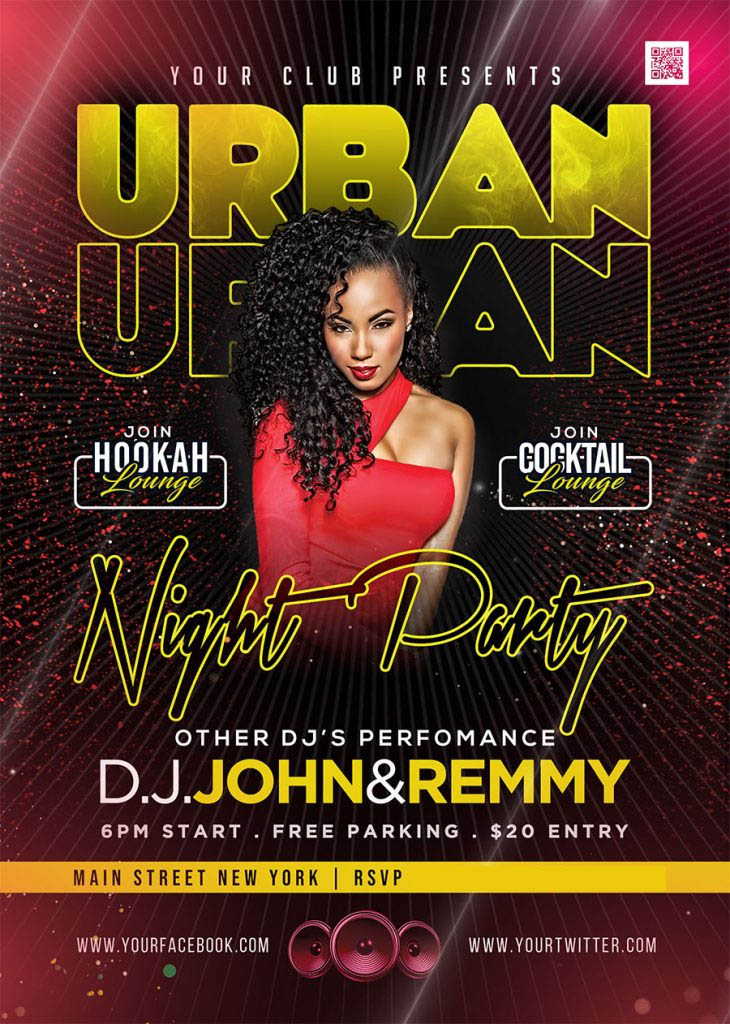 YOUR CLUB PRESENTS
URBAN
URBAN
JOIN
HOOKAH
Lounge
JOIN
COCKTAIL
Lounge
Night Party
OTHER DJ'S PERFOMANCE
D.J.JOHN&REMMY
6PM START . FREE PARKING . $20 ENTRY
MAIN STREET NEW YORK | RSVP
WWW.YOURFACEBOOK.COM
WWW.YOURTWITTER.COM